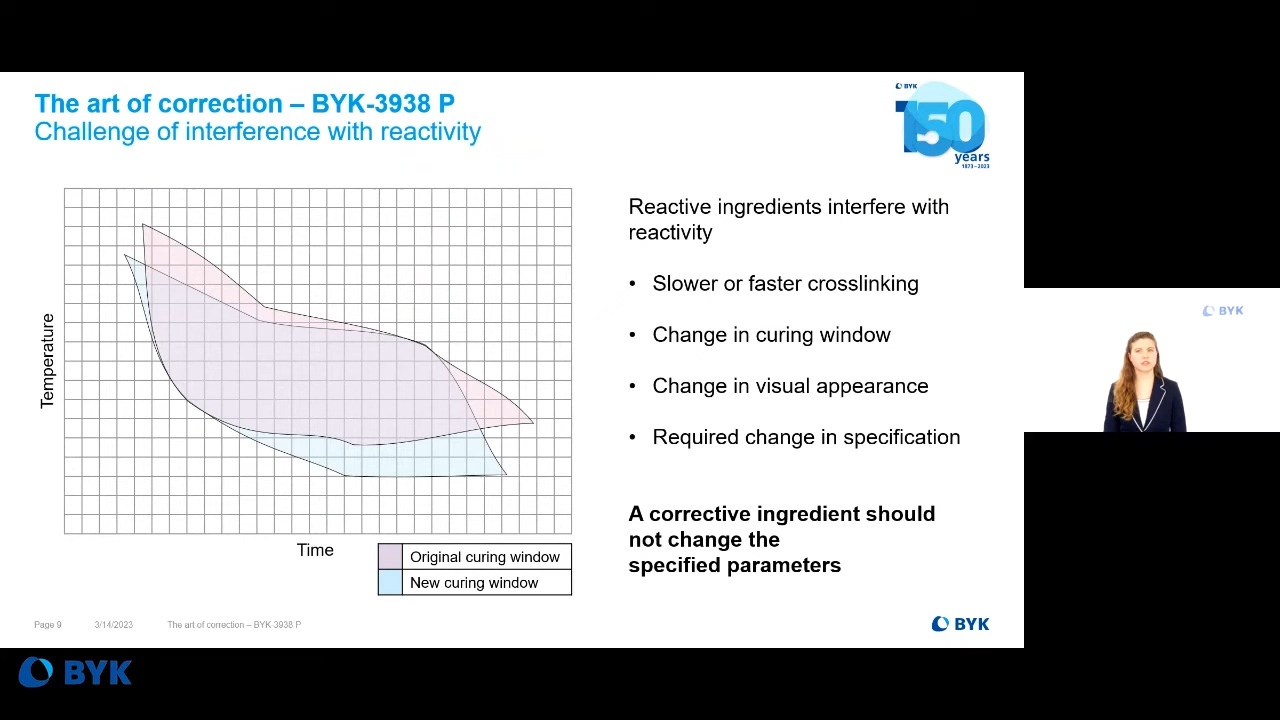 The art of correction – BYK-3938 P
Challenge of interference with reactivity
BYK
150
years
1873–2023
Temperature
Time
Original curing window
New curing window
Reactive ingredients interfere with
reactivity
• Slower or faster crosslinking
• Change in curing window
• Change in visual appearance
• Required change in specification
A corrective ingredient should
not change the
specified parameters
Page 9
3/14/2023
The art of correction – BYK 3938 P
BYK
BYK
BYK